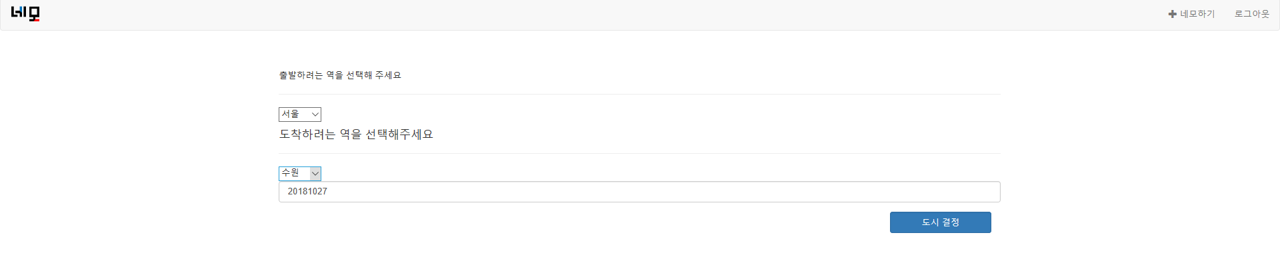 네모
네모하기 로그아웃
출발하려는 역을 선택해 주세요
서울
도착하려는 역을 선택해주세요
수원
20181027
도시 결정